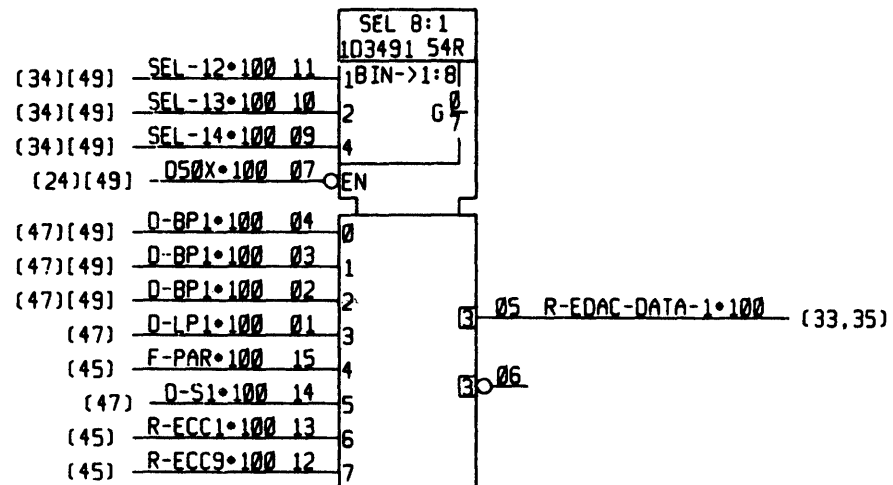 SEL 8:1
1D3491 54R
(34)[49] SEL-12•100 11 1 BIN->1:8
(34)[49] SEL-13•100 10 2 G 0/7
(34)[49] SEL-14•100 09 4
(24)[49] D50X•100 07 EN
(47)[49] D-BP1•100 04 0
(47)[49] D-BP1•100 03 1
(47)[49] D-BP1•100 02 2
3 05 R-EDAC-DATA-1•100 (33,35)
(47) D-LP1•100 01 3
(45) F-PAR•100 15 4
3 06
(47) D-S1•100 14 5
(45) R-ECC1•100 13 6
(45) R-ECC9•100 12 7